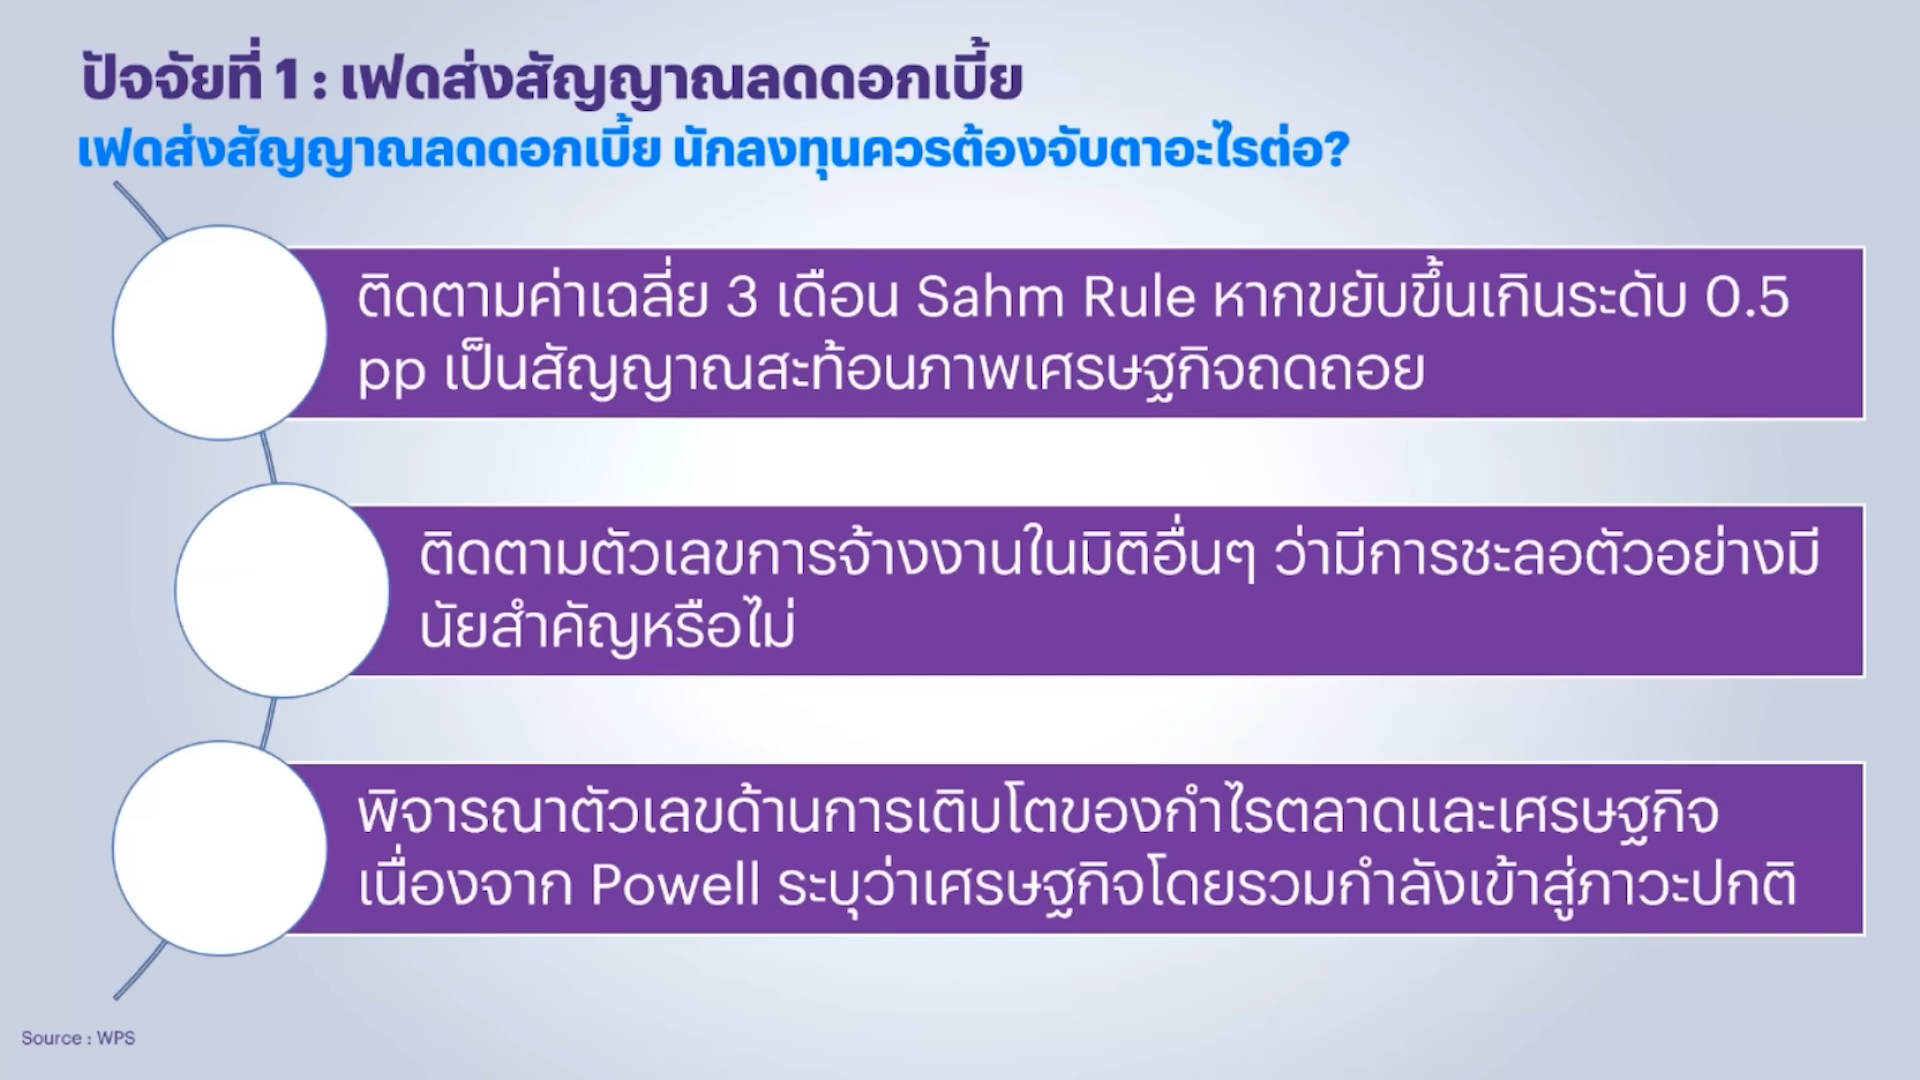 ปัจจัยที่ 1 : เฟดส่งสัญญาณลดดอกเบี้ย
เฟดส่งสัญญาณลดดอกเบี้ย นักลงทุนควรต้องจับตาอะไรต่อ?
ติดตามค่าเฉลี่ย 3 เดือน Sahm Rule หากขยับขึ้นเกินระดับ 0.5
pp เป็นสัญญาณสะท้อนภาพเศรษฐกิจถดถอย
ติดตามตัวเลขการจ้างงานในมิติอื่นๆ ว่ามีการชะลอตัวอย่างมี
นัยสำคัญหรือไม่
พิจารณาตัวเลขด้านการเติบโตของกำไรตลาดและเศรษฐกิจ
เนื่องจาก Powell ระบุว่าเศรษฐกิจโดยรวมกำลังเข้าสู่ภาวะปกติ
Source : WPS